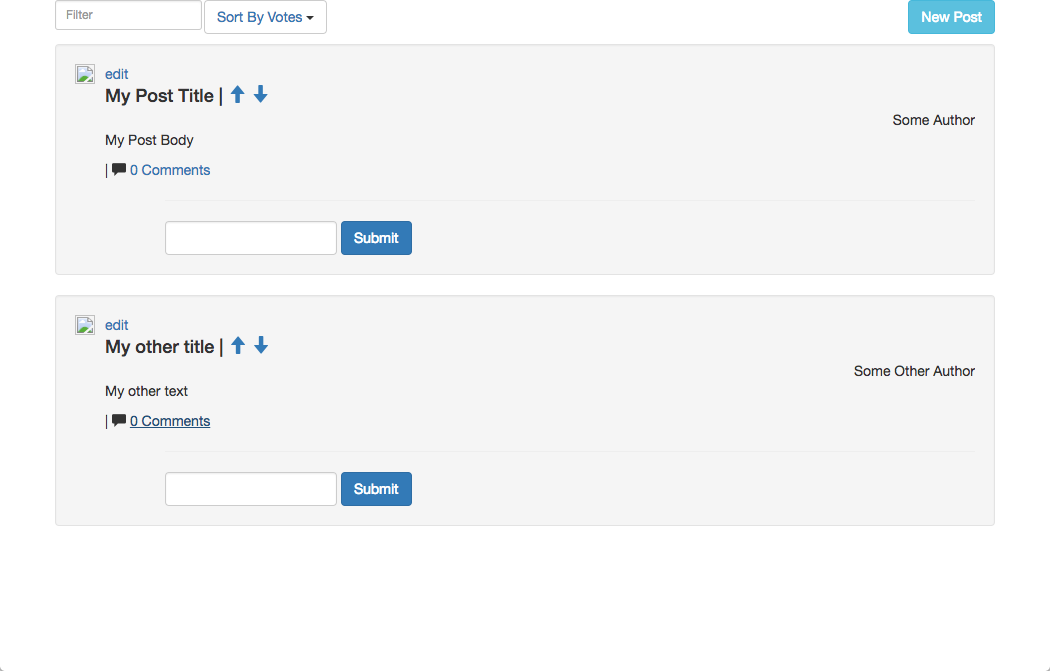 Filter Sort By Votes New Post
edit
My Post Title |
Some Author
My Post Body
| 0 Comments
Submit
edit
My other title |
Some Other Author
My other text
| 0 Comments
Submit